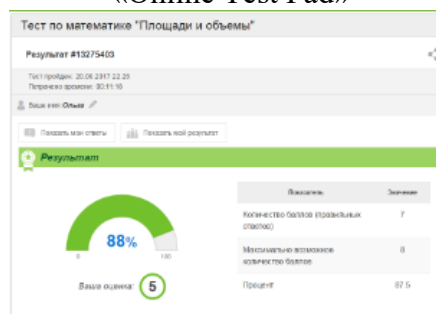 «Online Test Pad»
Тест по математике "Площади и объемы"
Результат #13275403
Тест пройден: 20.06.2017 22:26
Потрачено времени: 00:11:16
Ваше имя Ольга
Показать мои ответы Показать мой результат
Результат
Показатель Значение
Количество баллов (правильных ответов) 7
Максимально возможное количество баллов 8
Процент 87.5
88%
0 100
Ваша оценка: 5